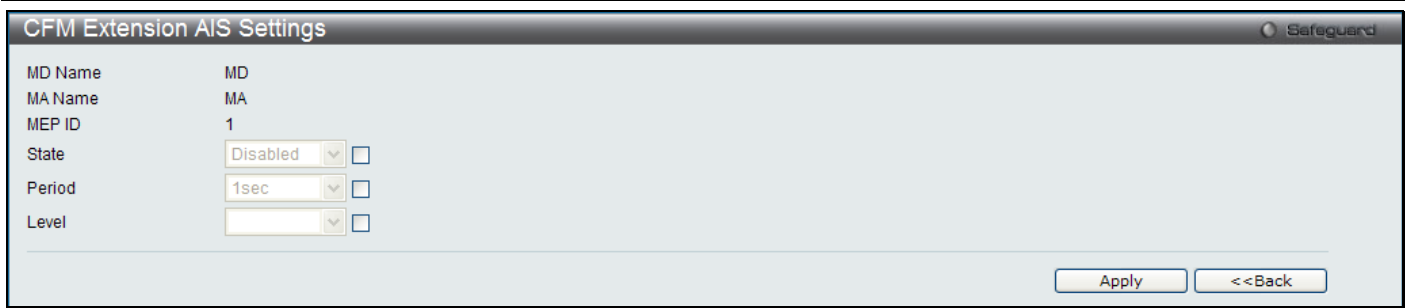 CFM Extension AIS Settings
Safeguard
MD Name MD
MA Name MA
MEP ID 1
State Disabled
Period 1sec
Level
Apply <<Back